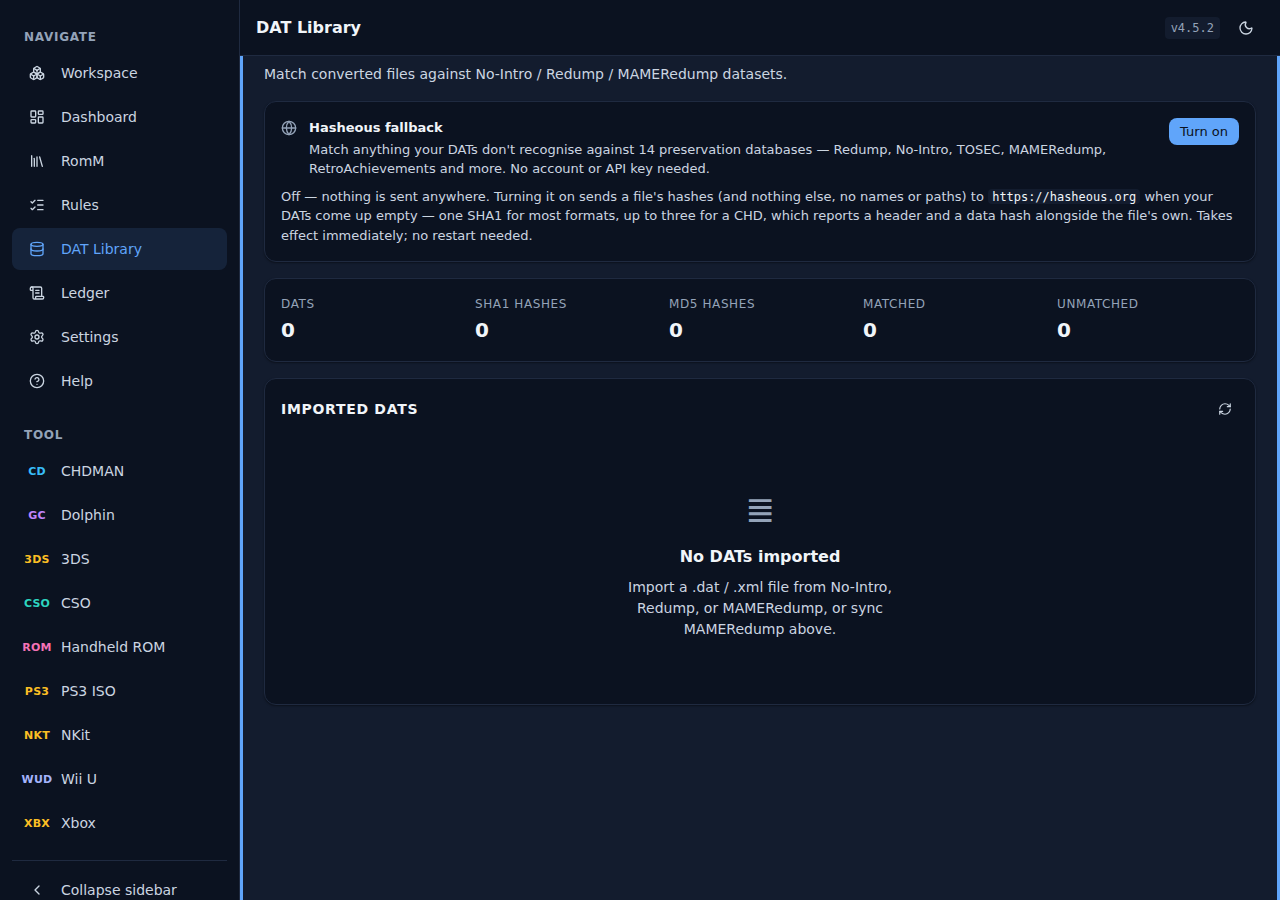 NAVIGATE
Workspace
Dashboard
RomM
Rules
DAT Library
Ledger
Settings
Help
TOOL
CD CHDMAN
GC Dolphin
3DS 3DS
CSO CSO
ROM Handheld ROM
PS3 PS3 ISO
NKT NKit
WUD Wii U
XBX Xbox
Collapse sidebar
DAT Library
v4.5.2
Match converted files against No-Intro / Redump / MAMERedump datasets.
Hasheous fallback
Turn on
Match anything your DATs don't recognise against 14 preservation databases — Redump, No-Intro, TOSEC, MAMERedump,
RetroAchievements and more. No account or API key needed.
Off — nothing is sent anywhere. Turning it on sends a file's hashes (and nothing else, no names or paths) to https://hasheous.org when your
DATs come up empty — one SHA1 for most formats, up to three for a CHD, which reports a header and a data hash alongside the file's own. Takes
effect immediately; no restart needed.
DATS SHA1 HASHES MD5 HASHES MATCHED UNMATCHED
0 0 0 0 0
IMPORTED DATS
No DATs imported
Import a .dat / .xml file from No-Intro,
Redump, or MAMERedump, or sync
MAMERedump above.